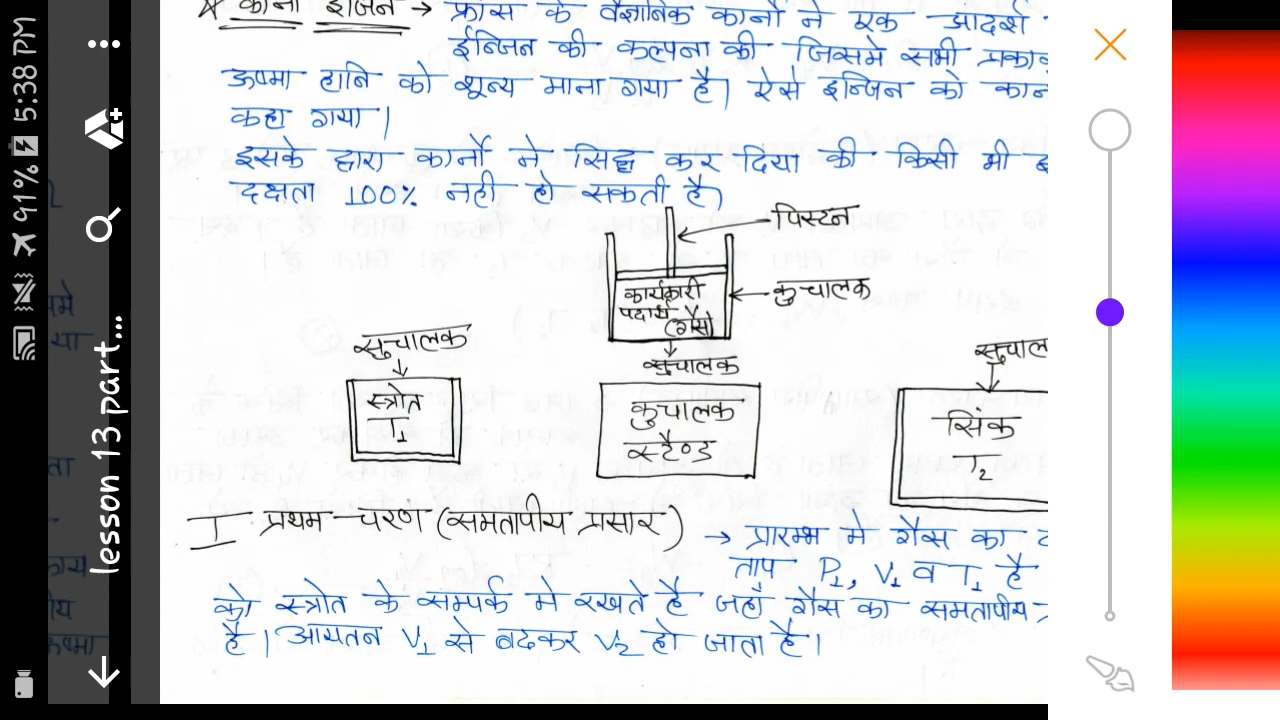 5:38 PM
91%
lesson 13 part...
कार्नो इंजिन → फ्रांस के वैज्ञानिक कार्नो ने एक आदर्श
ईन्जिन की कल्पना की जिसमे सभी प्रकार
ऊष्मा हानि को शून्य माना गया है। ऐसे इन्जिन को कार्नो
कहा गया।
इसके द्वारा कार्नो ने सिद्ध कर दिया की किसी भी
दक्षता 100% नही हो सकती है)
पिस्टन
कार्यकारी
पदार्थ
(गैस)
कुचालक
सुचालक
सुचालक
स्त्रोत
T1
कुचालक
स्टैण्ड
सुचाल
सिंक
T2
I प्रथम चरण (समतापीय प्रसार) → प्रारम्भ मे गैस का
ताप P1, V1 व T1 है
को स्त्रोत के सम्पर्क मे रखते है जहाँ गैस का समतापीय
है। आयतन V1 से बढकर V2 हो जाता है।